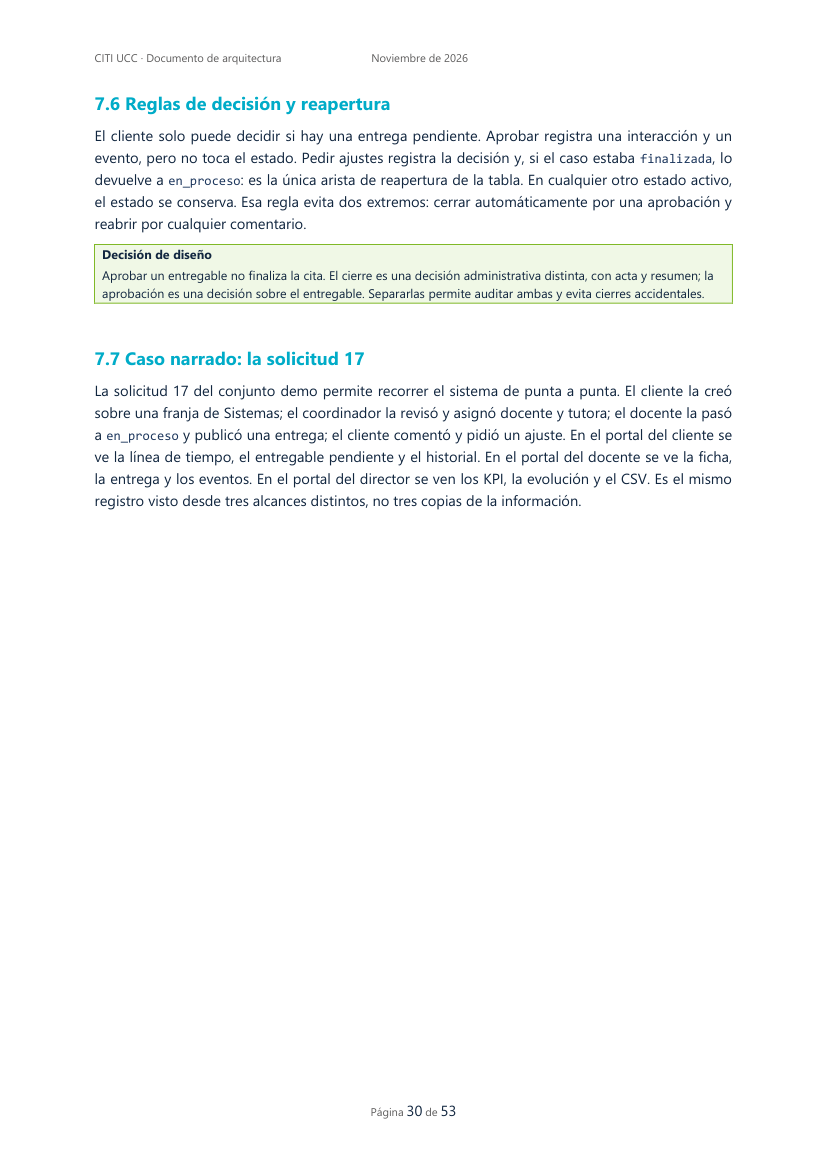 CITI UCC · Documento de arquitectura Noviembre de 2026
7.6 Reglas de decisión y reapertura
El cliente solo puede decidir si hay una entrega pendiente. Aprobar registra una interacción y un
evento, pero no toca el estado. Pedir ajustes registra la decisión y, si el caso estaba finalizada, lo
devuelve a en_proceso: es la única arista de reapertura de la tabla. En cualquier otro estado activo,
el estado se conserva. Esa regla evita dos extremos: cerrar automáticamente por una aprobación y
reabrir por cualquier comentario.
Decisión de diseño
Aprobar un entregable no finaliza la cita. El cierre es una decisión administrativa distinta, con acta y resumen; la
aprobación es una decisión sobre el entregable. Separarlas permite auditar ambas y evita cierres accidentales.
7.7 Caso narrado: la solicitud 17
La solicitud 17 del conjunto demo permite recorrer el sistema de punta a punta. El cliente la creó
sobre una franja de Sistemas; el coordinador la revisó y asignó docente y tutora; el docente la pasó
a en_proceso y publicó una entrega; el cliente comentó y pidió un ajuste. En el portal del cliente se
ve la línea de tiempo, el entregable pendiente y el historial. En el portal del docente se ve la ficha,
la entrega y los eventos. En el portal del director se ven los KPI, la evolución y el CSV. Es el mismo
registro visto desde tres alcances distintos, no tres copias de la información.
Página 30 de 53